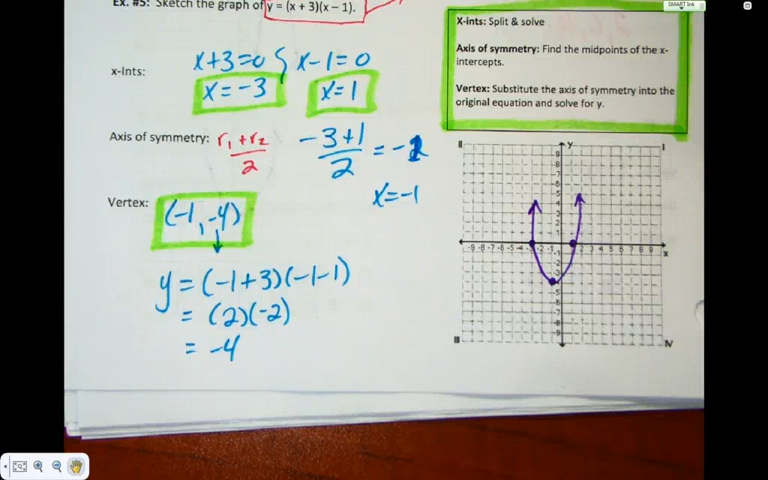 Ex. #5: Sketch the graph of y = (x + 3)(x − 1).
x-ints:
x+3=0 x-1=0
x=-3 x=1
Axis of symmetry: r₁+r₂/2 -3+1/2 = -1
x=-1
Vertex: (-1,-4)
y=(-1+3)(-1-1)
= (2)(-2)
= -4
SMART Ink
X-ints: Split & solve
Axis of symmetry: Find the midpoints of the x-
intercepts.
Vertex: Substitute the axis of symmetry into the
original equation and solve for y.
II I
y
x
III IV